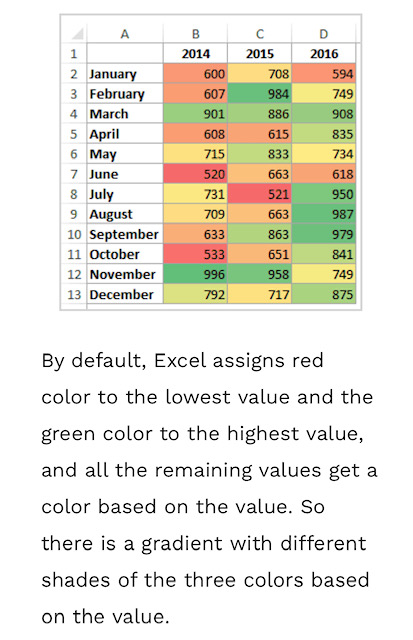 A B C D
1 2014 2015 2016
2 January 600 708 594
3 February 607 984 749
4 March 901 886 908
5 April 608 615 835
6 May 715 833 734
7 June 520 663 618
8 July 731 521 950
9 August 709 663 987
10 September 633 863 979
11 October 533 651 841
12 November 996 958 749
13 December 792 717 875
By default, Excel assigns red
color to the lowest value and the
green color to the highest value,
and all the remaining values get a
color based on the value. So
there is a gradient with different
shades of the three colors based
on the value.